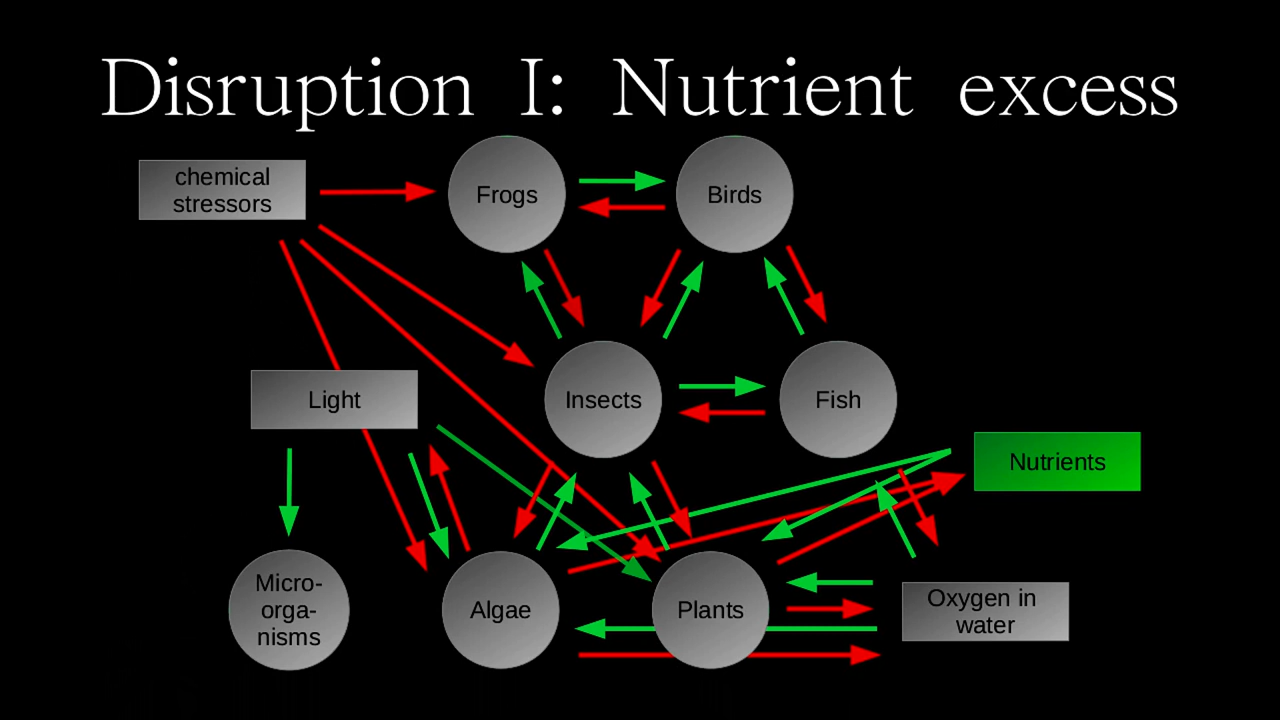 Disruption I: Nutrient excess
chemical
stressors
Frogs
Birds
Light
Insects
Fish
Nutrients
Micro-
orga-
nisms
Algae
Plants
Oxygen in
water